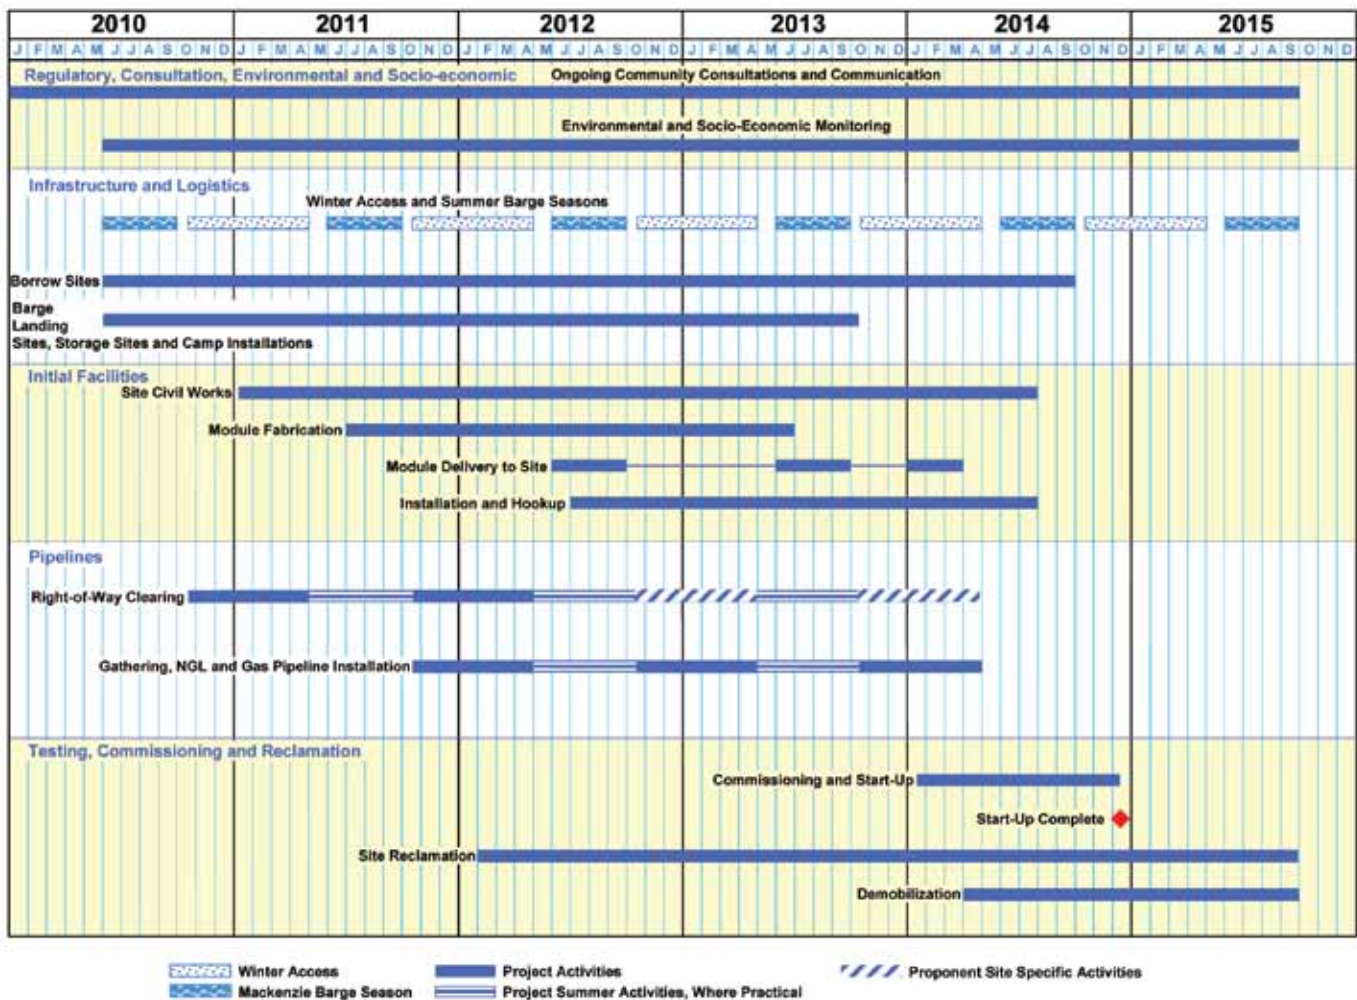 2010 2011 2012 2013 2014 2015
J F M A M J J A S O N D J F M A M J J A S O N D J F M A M J J A S O N D J F M A M J J A S O N D J F M A M J J A S O N D J F M A M J J A S O N D
Regulatory, Consultation, Environmental and Socio-economic
Ongoing Community Consultations and Communication
Environmental and Socio-Economic Monitoring
Infrastructure and Logistics
Winter Access and Summer Barge Seasons
Borrow Sites
Barge
Landing
Sites, Storage Sites and Camp Installations
Initial Facilities
Site Civil Works
Module Fabrication
Module Delivery to Site
Installation and Hookup
Pipelines
Right-of-Way Clearing
Gathering, NGL and Gas Pipeline Installation
Testing, Commissioning and Reclamation
Commissioning and Start-Up
Start-Up Complete
Site Reclamation
Demobilization
Winter Access
Project Activities
Proponent Site Specific Activities
Mackenzie Barge Season
Project Summer Activities, Where Practical